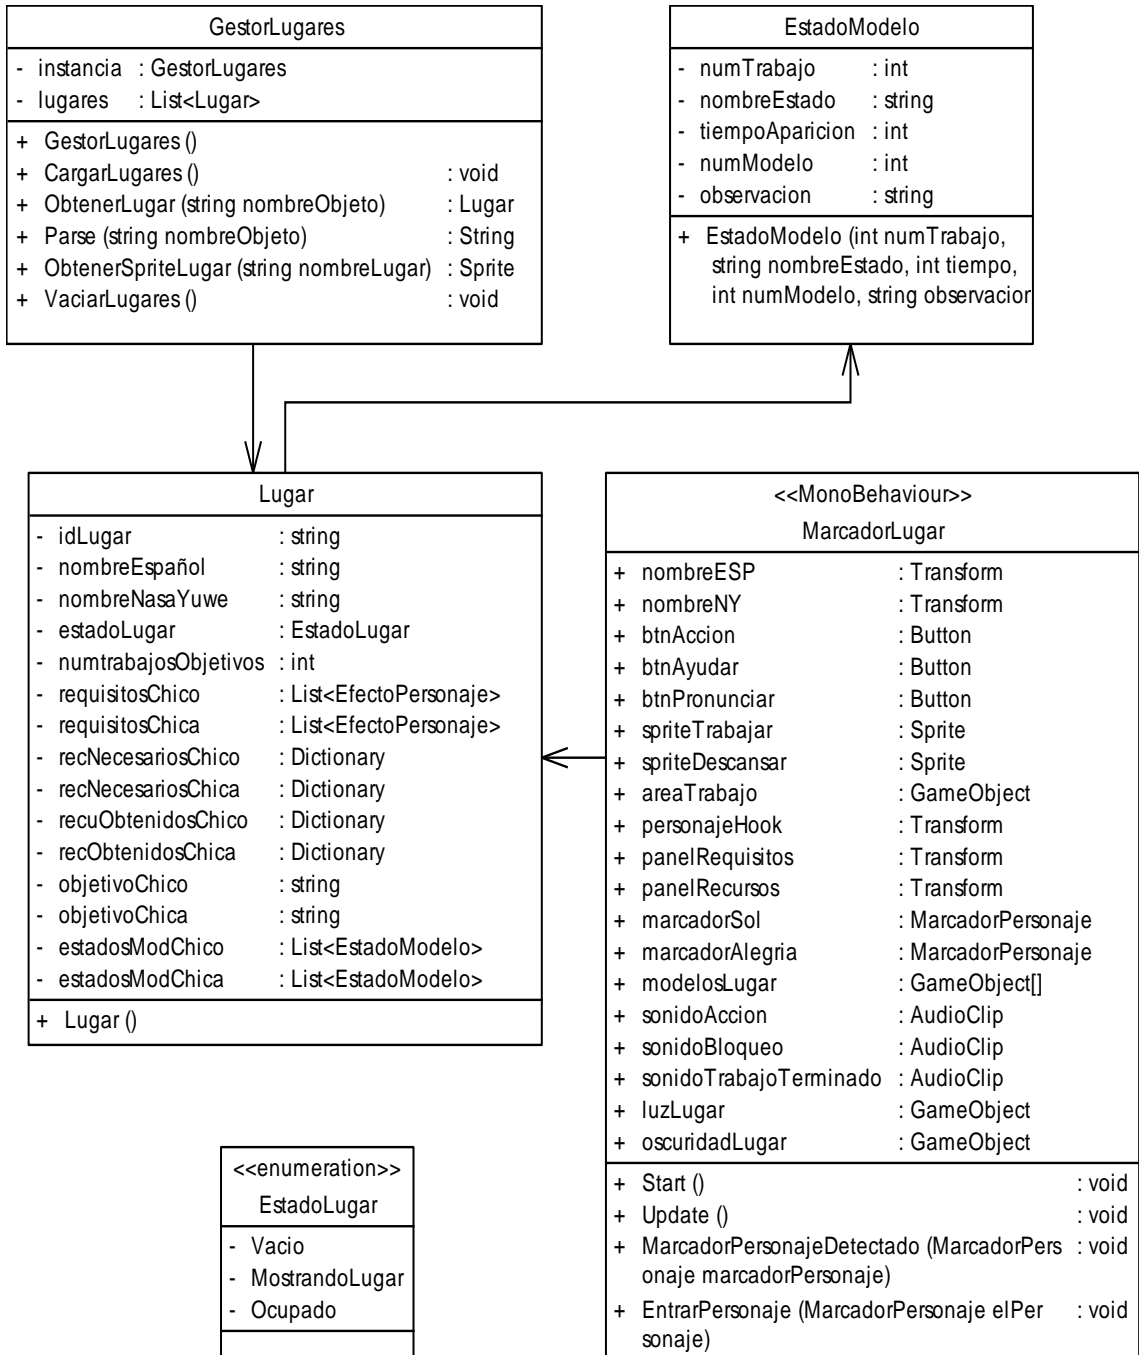 GestorLugares
- instancia : GestorLugares
- lugares : List<Lugar>
+ GestorLugares ()
+ CargarLugares () : void
+ ObtenerLugar (string nombreObjeto) : Lugar
+ Parse (string nombreObjeto) : String
+ ObtenerSpriteLugar (string nombreLugar) : Sprite
+ VaciarLugares () : void
EstadoModelo
- numTrabajo : int
- nombreEstado : string
- tiempoAparicion : int
- numModelo : int
- observacion : string
+ EstadoModelo (int numTrabajo,
string nombreEstado, int tiempo,
int numModelo, string observacion
Lugar
- idLugar : string
- nombreEspañol : string
- nombreNasaYuwe : string
- estadoLugar : EstadoLugar
- numtrabajosObjetivos : int
- requisitosChico : List<EfectoPersonaje>
- requisitosChica : List<EfectoPersonaje>
- recNecesariosChico : Dictionary
- recNecesariosChica : Dictionary
- recuObtenidosChico : Dictionary
- recObtenidosChica : Dictionary
- objetivoChico : string
- objetivoChica : string
- estadosModChico : List<EstadoModelo>
- estadosModChica : List<EstadoModelo>
+ Lugar ()
<<MonoBehaviour>>
MarcadorLugar
+ nombreESP : Transform
+ nombreNY : Transform
+ btnAccion : Button
+ btnAyudar : Button
+ btnPronunciar : Button
+ spriteTrabajar : Sprite
+ spriteDescansar : Sprite
+ areaTrabajo : GameObject
+ personajeHook : Transform
+ panelRequisitos : Transform
+ panelRecursos : Transform
+ marcadorSol : MarcadorPersonaje
+ marcadorAlegria : MarcadorPersonaje
+ modelosLugar : GameObject[]
+ sonidoAccion : AudioClip
+ sonidoBloqueo : AudioClip
+ sonidoTrabajoTerminado : AudioClip
+ luzLugar : GameObject
+ oscuridadLugar : GameObject
+ Start () : void
+ Update () : void
+ MarcadorPersonajeDetectado (MarcadorPers : void
onaje marcadorPersonaje)
+ EntrarPersonaje (MarcadorPersonaje elPer : void
sonaje)
<<enumeration>>
EstadoLugar
- Vacio
- MostrandoLugar
- Ocupado